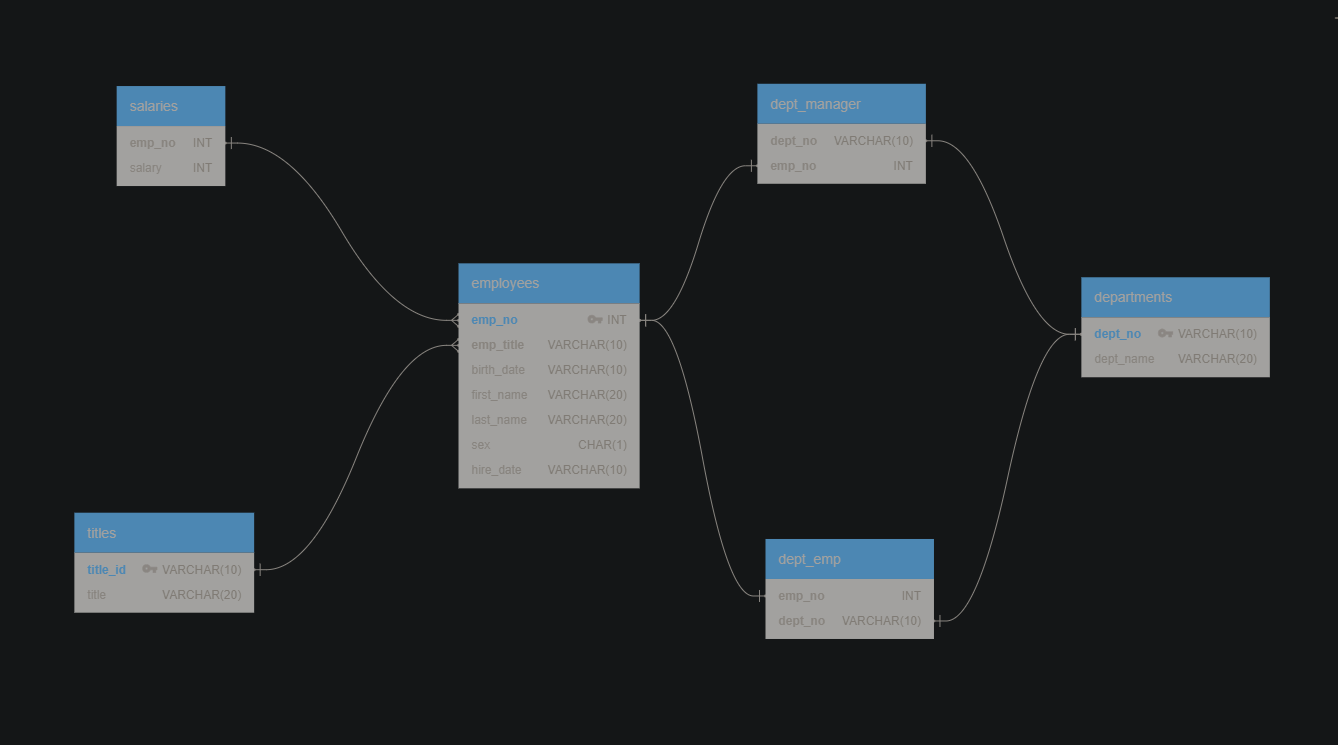 salaries
emp_no INT
salary INT
dept_manager
dept_no VARCHAR(10)
emp_no INT
employees
emp_no INT
emp_title VARCHAR(10)
birth_date VARCHAR(10)
first_name VARCHAR(20)
last_name VARCHAR(20)
sex CHAR(1)
hire_date VARCHAR(10)
departments
dept_no VARCHAR(10)
dept_name VARCHAR(20)
titles
title_id VARCHAR(10)
title VARCHAR(20)
dept_emp
emp_no INT
dept_no VARCHAR(10)